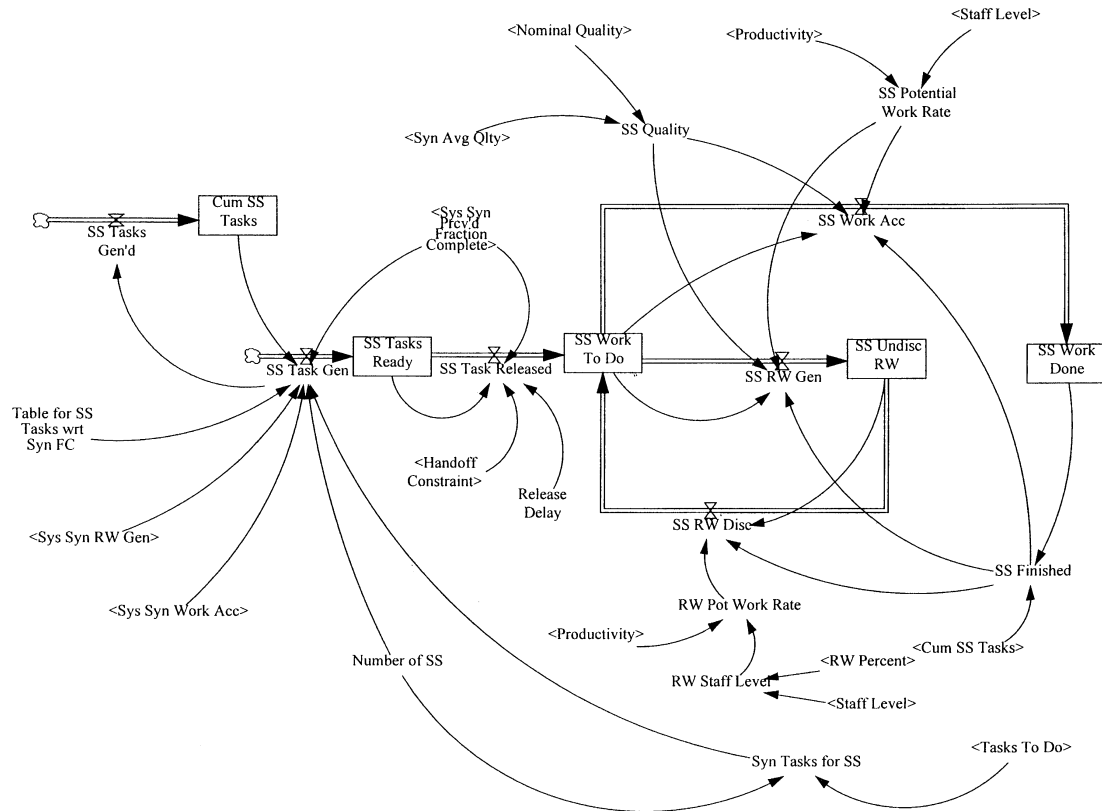 <Staff Level>
<Nominal Quality>
<Productivity>
SS Potential
Work Rate
<Syn Avg Qlty>
SS Quality
Cum SS
Tasks
<Sys Syn
Prcv'd
Fraction
Complete>
SS Work Acc
SS Tasks
Gen'd
SS Tasks
Ready
SS Work
To Do
SS Undisc
RW
SS Work
Done
SS Task Gen
SS Task Released
SS RW Gen
Table for SS
Tasks wrt
Syn FC
<Handoff
Constraint>
Release
Delay
SS RW Disc
<Sys Syn RW Gen>
SS Finished
<Sys Syn Work Acc>
RW Pot Work Rate
<Productivity>
<Cum SS Tasks>
Number of SS
<RW Percent>
RW Staff Level
<Staff Level>
<Tasks To Do>
Syn Tasks for SS